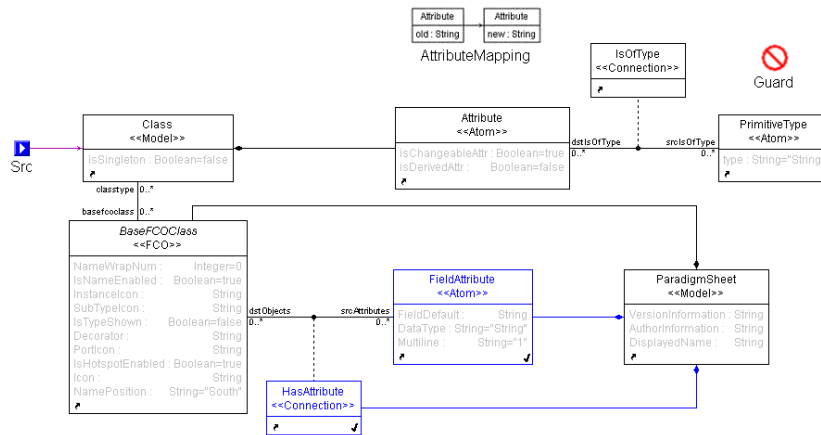 Attribute
old : String
Attribute
new : String
AttributeMapping
IsOfType
<<Connection>>
Guard
Src
Class
<<Model>>
isSingleton : Boolean=false
Attribute
<<Atom>>
isChangeableAttr : Boolean=true
isDerivedAttr : Boolean=false
dstIsOfType
0..*
srcIsOfType
0..*
PrimitiveType
<<Atom>>
type : String="String
classtype 0..*
basefcoclass 0..*
BaseFCOClass
<<FCO>>
NameWrapNum : Integer=0
IsNameEnabled : Boolean=true
InstanceIcon : String
SubTypeIcon : String
IsTypeShown : Boolean=false
Decorator : String
PortIcon : String
IsHotspotEnabled : Boolean=true
Icon : String
NamePosition : String="South"
dstObjects
0..*
srcAttributes
0..*
FieldAttribute
<<Atom>>
FieldDefault : String
DataType : String="String"
Multiline : String="1"
ParadigmSheet
<<Model>>
VersionInformation : String
AuthorInformation : String
DisplayedName : String
HasAttribute
<<Connection>>